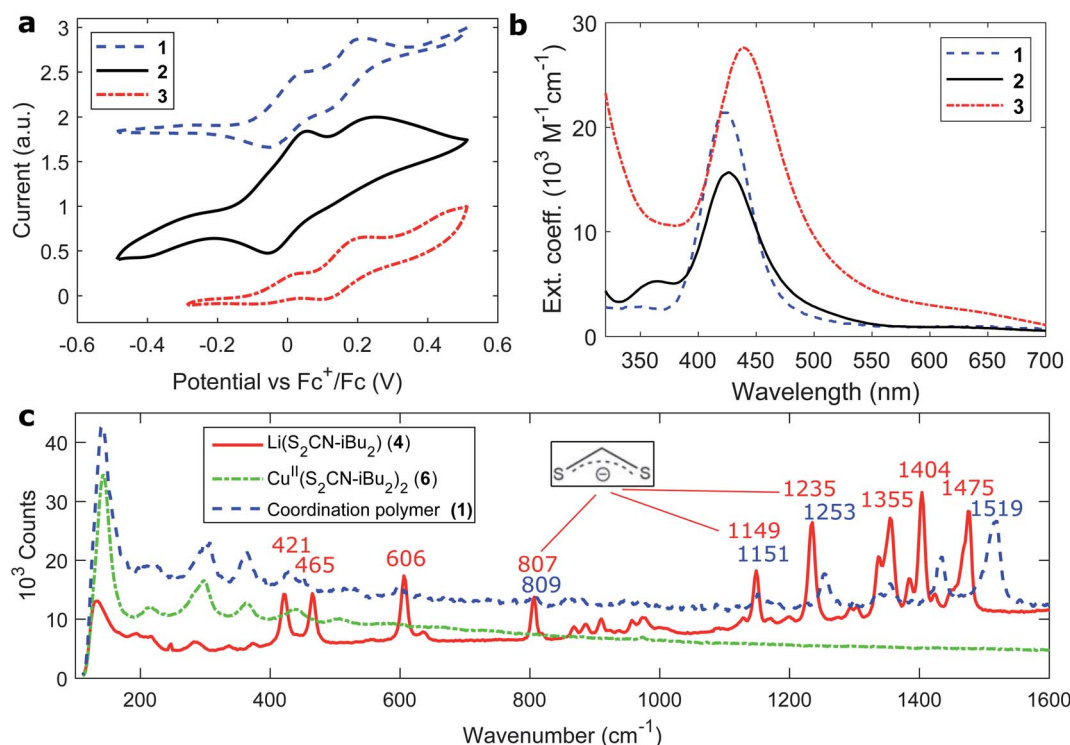 a
1
2
3
3
2.5
2
1.5
1
0.5
0
Current (a.u.)
-0.6 -0.4 -0.2 0 0.2 0.4 0.6
Potential vs Fc⁺/Fc (V)
b
1
2
3
30
20
10
0
Ext. coeff. (10³ M⁻¹cm⁻¹)
350 400 450 500 550 600 650 700
Wavelength (nm)
c
Li(S₂CN-iBu₂) (4)
Cuᴵᴵ(S₂CN-iBu₂)₂ (6)
Coordination polymer (1)
S S
421
465
606
807
809
1149
1151
1235
1253
1355
1404
1475
1519
40
30
20
10
0
10³ Counts
200 400 600 800 1000 1200 1400 1600
Wavenumber (cm⁻¹)